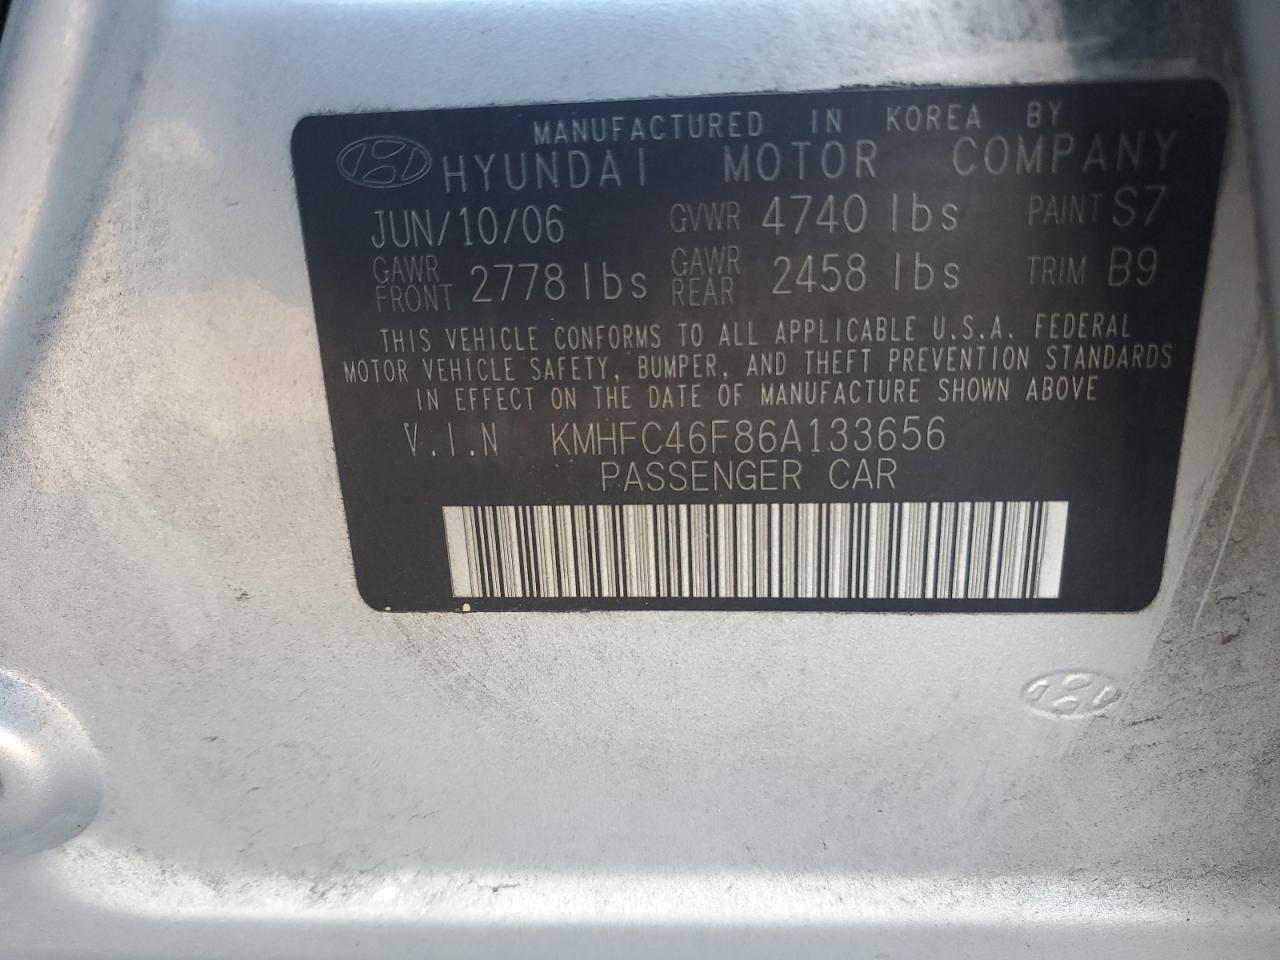 MANUFACTURED IN KOREA BY
HYUNDAI MOTOR COMPANY
JUN/10/06 GVWR 4740 lbs PAINT S7
GAWR FRONT 2778 lbs GAWR REAR 2458 lbs TRIM B9
THIS VEHICLE CONFORMS TO ALL APPLICABLE U.S.A. FEDERAL
MOTOR VEHICLE SAFETY, BUMPER, AND THEFT PREVENTION STANDARDS
IN EFFECT ON THE DATE OF MANUFACTURE SHOWN ABOVE
V.I.N KMHFC46F86A133656
PASSENGER CAR